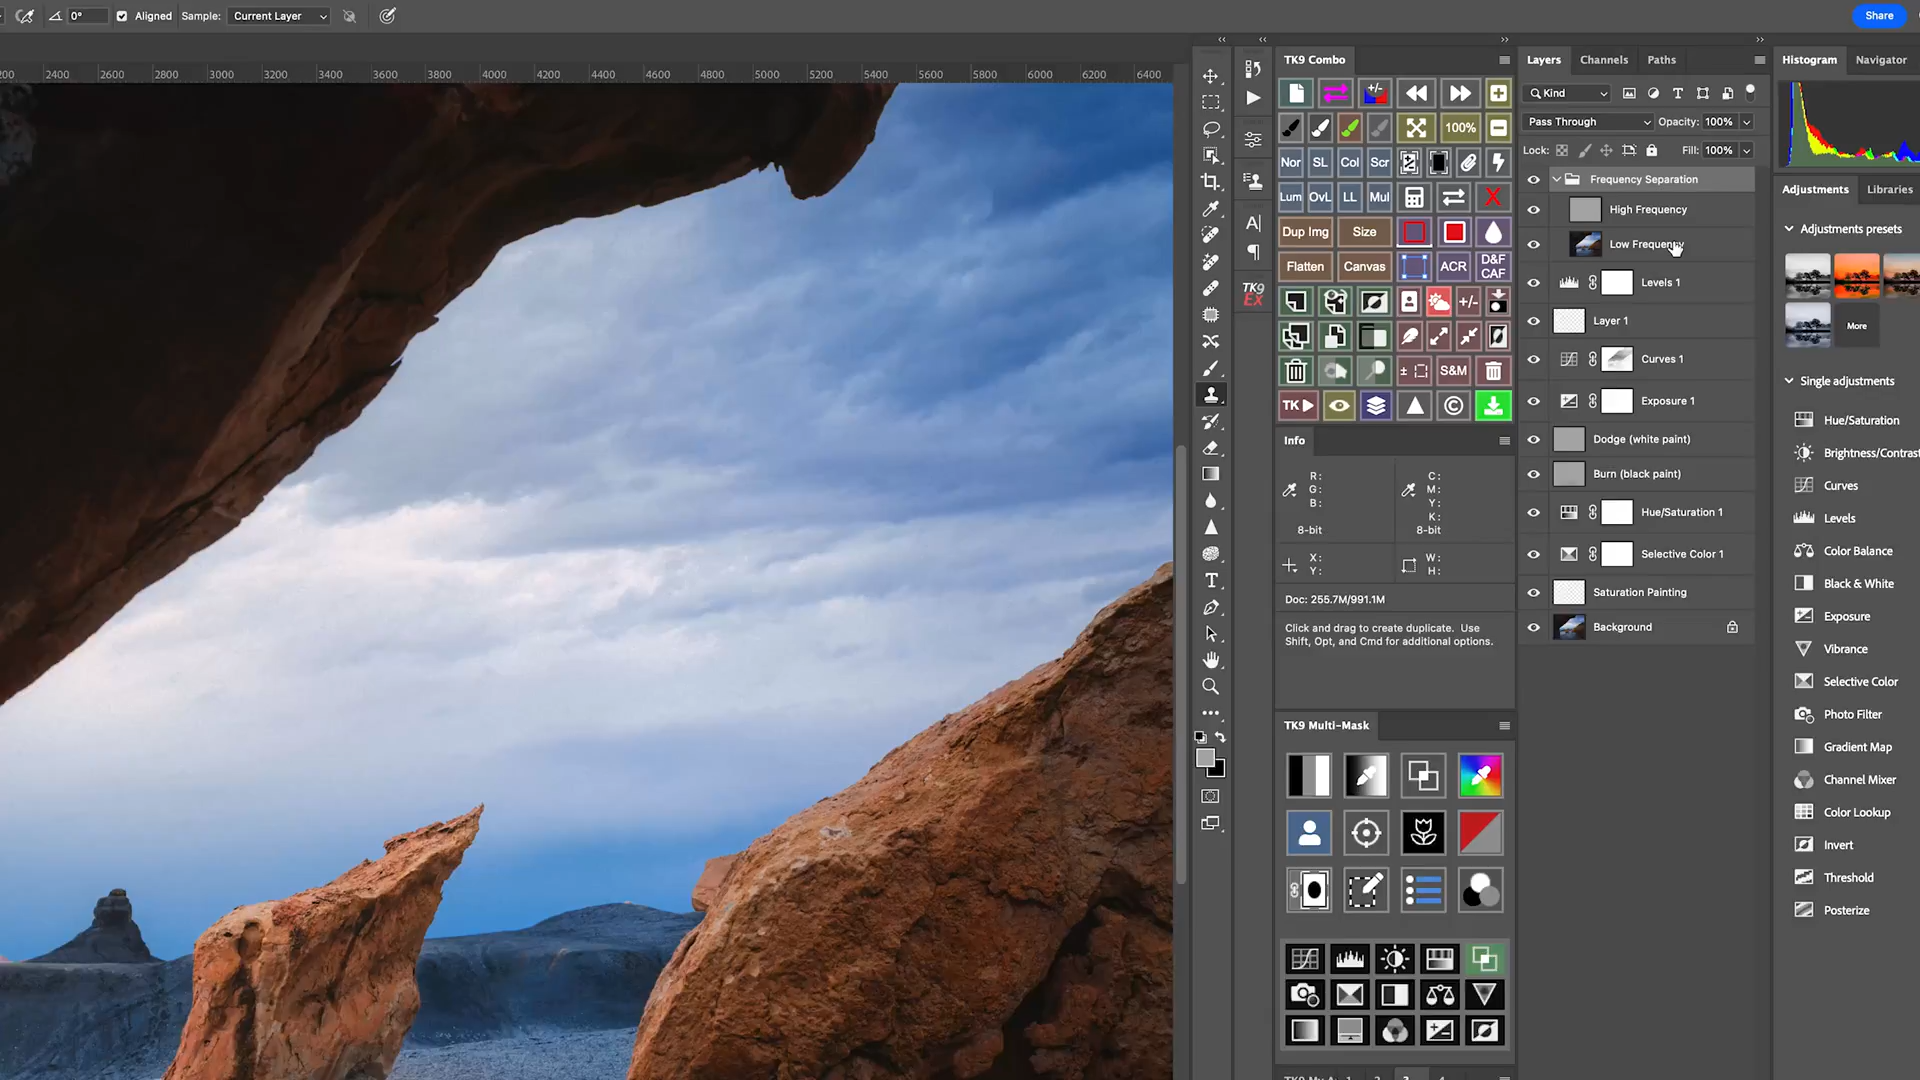 0°
Aligned
Sample:
Current Layer
Share
200 2400 2600 2800 3000 3200 3400 3600 3800 4000 4200 4400 4600 4800 5000 5200 5400 5600 5800 6000 6200 6400
TK9 Combo
100%
Nor SL Col Scr
Lum OvL LL Mul
Dup Img Size
Flatten Canvas ACR D&F
CAF
+/-
S&M
TK
TK9
Ex
Info
R:
G:
B:
8-bit
C:
M:
Y:
K:
8-bit
X:
Y:
W:
H:
Doc: 255.7M/991.1M
Click and drag to create duplicate. Use
Shift, Opt, and Cmd for additional options.
TK9 Multi-Mask
Layers Channels Paths
Kind
Pass Through Opacity: 100%
Lock: Fill: 100%
Frequency Separation
High Frequency
Low Frequency
Levels 1
Layer 1
Curves 1
Exposure 1
Dodge (white paint)
Burn (black paint)
Hue/Saturation 1
Selective Color 1
Saturation Painting
Background
Histogram Navigator
Adjustments Libraries
Adjustments presets
More
Single adjustments
Hue/Saturation
Brightness/Contrast
Curves
Levels
Color Balance
Black & White
Exposure
Vibrance
Selective Color
Photo Filter
Gradient Map
Channel Mixer
Color Lookup
Invert
Threshold
Posterize